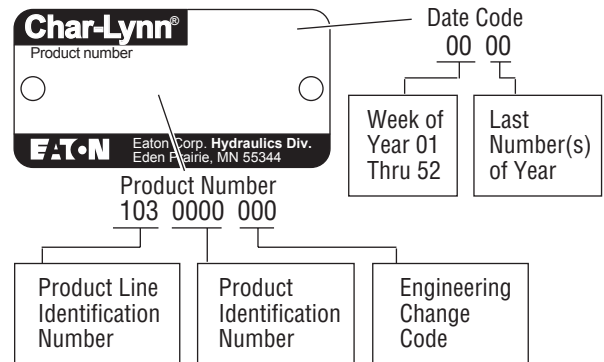 Char-Lynn®
Product number
EATON
Eaton Corp. Hydraulics Div.
Eden Prairie, MN 55344
Date Code
00 00
Week of
Year 01
Thru 52
Last
Number(s)
of Year
Product Number
103 0000 000
Product Line
Identification
Number
Product
Identification
Number
Engineering
Change
Code